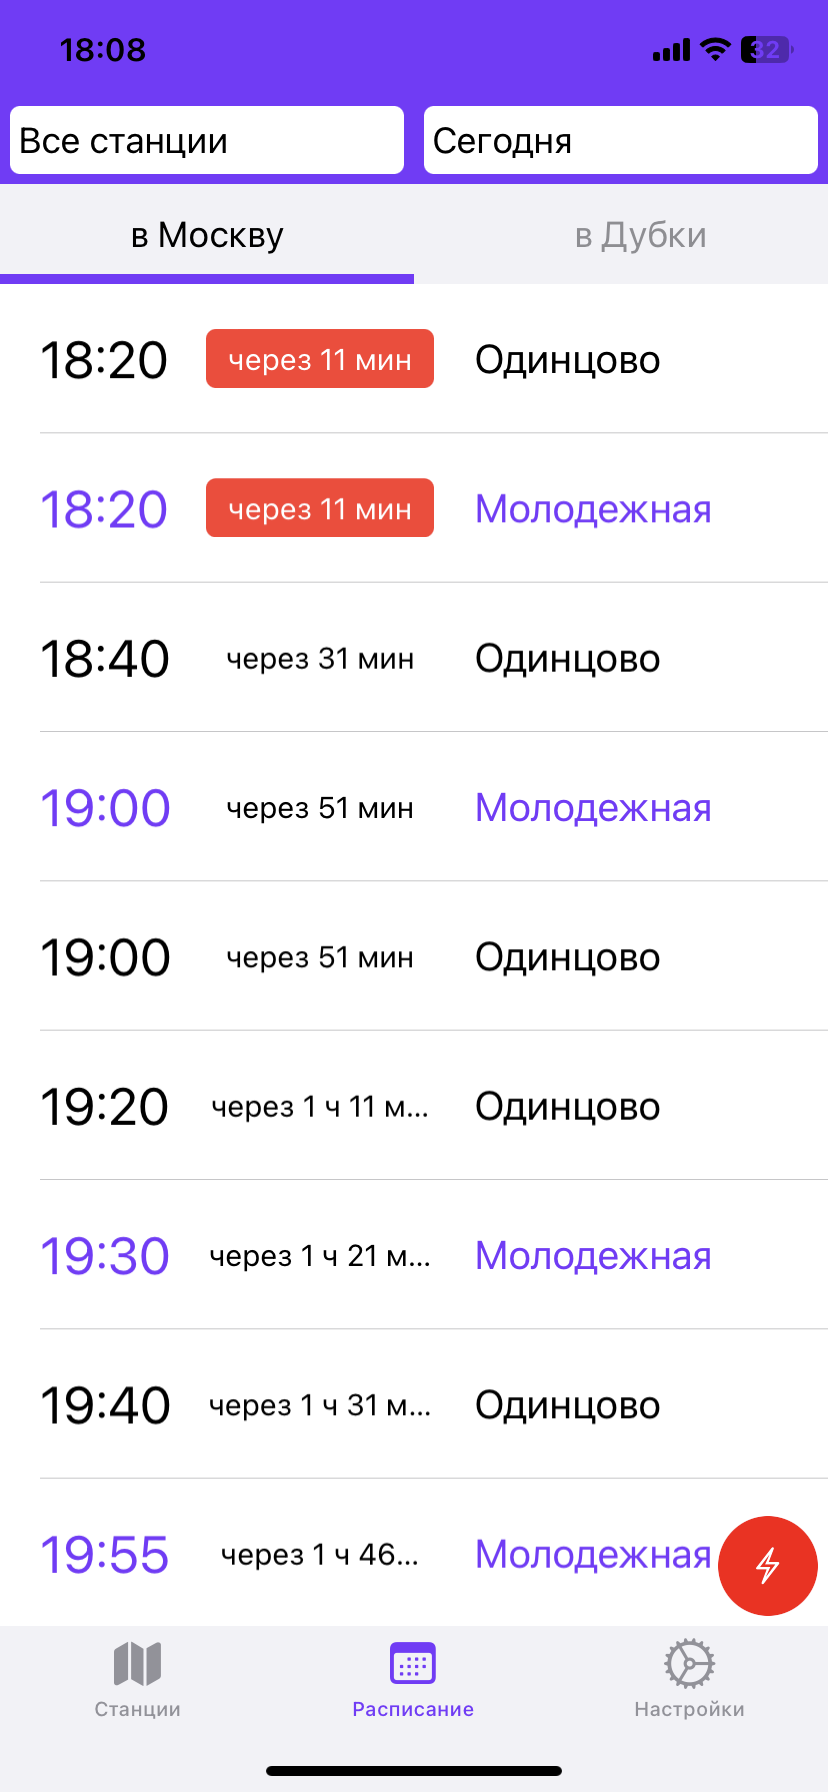 18:08
32
Все станции
Сегодня
в Москву
в Дубки
18:20 через 11 мин Одинцово
18:20 через 11 мин Молодежная
18:40 через 31 мин Одинцово
19:00 через 51 мин Молодежная
19:00 через 51 мин Одинцово
19:20 через 1 ч 11 м... Одинцово
19:30 через 1 ч 21 м... Молодежная
19:40 через 1 ч 31 м... Одинцово
19:55 через 1 ч 46... Молодежная
Станции
Расписание
Настройки